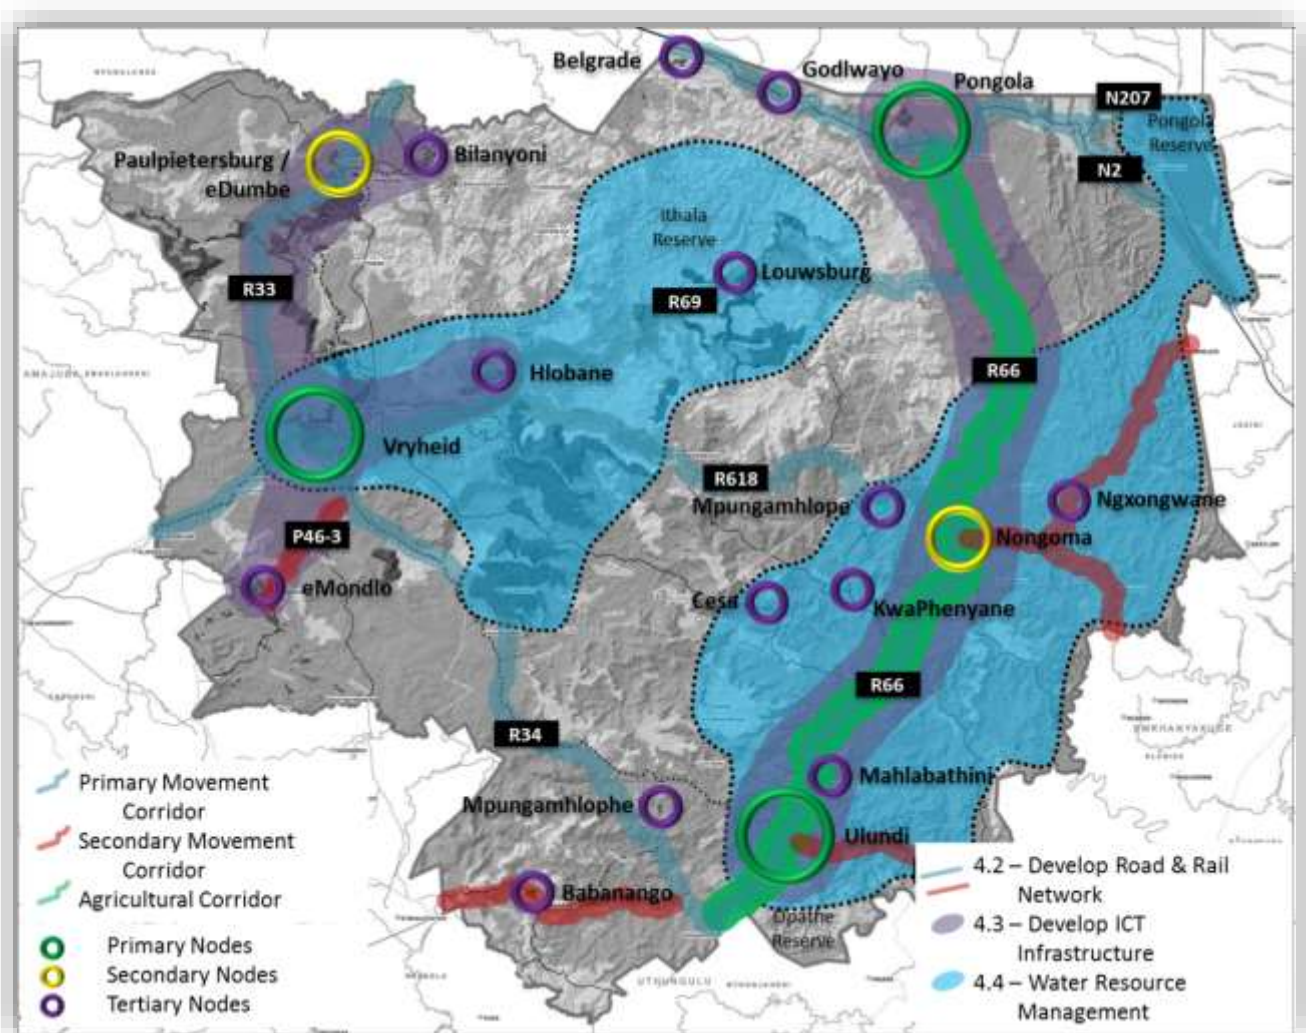 Belgrade
Godlwayo
Pongola
N207
Pongola
Reserve
N2
Paulpietersburg /
eDumbe
Bilanyoni
Ithala
Reserve
Louwsburg
R69
R33
R66
Hlobane
Vryheid
R618
Mpungamhlope
Ngxongwane
P46-3
Nongoma
eMondlo
Cesa
KwaPhenyane
R66
R34
Mahlabathini
Mpungamhlophe
Ulundi
Babanango
Opathe
Reserve
UTHUNGULU
Primary Movement
Corridor
Secondary Movement
Corridor
Agricultural Corridor
Primary Nodes
Secondary Nodes
Tertiary Nodes
4.2 – Develop Road & Rail
Network
4.3 – Develop ICT
Infrastructure
4.4 – Water Resource
Management